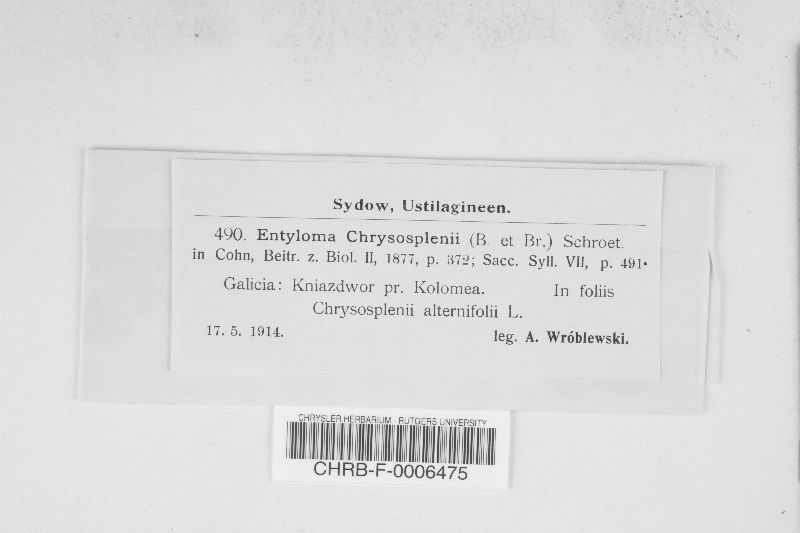 Sydow, Ustilagineen.
490. Entyloma Chrysosplenii (B. et Br.) Schroet.
in Cohn, Beitr. z. Biol. II, 1877, p. 372; Sacc. Syll. VII, p. 491.
Galicia: Kniazdwor pr. Kolomea. In foliis
Chrysosplenii alternifolii L.
17. 5. 1914. leg. A. Wróblewski.
CHRYSLER HERBARIUM - RUTGERS UNIVERSITY
CHRB-F-0006475